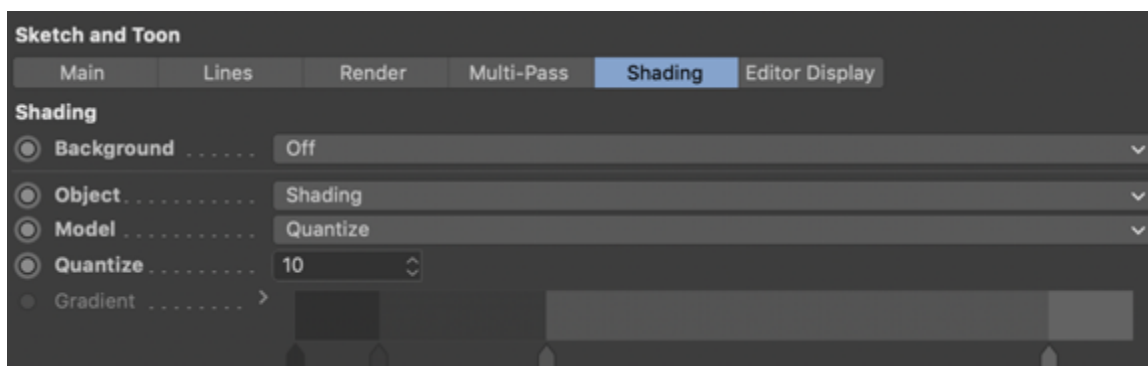 Sketch and Toon
Main Lines Render Multi-Pass Shading Editor Display
Shading
Background ...... Off
Object ........... Shading
Model ........... Quantize
Quantize ......... 10
Gradient ........ >